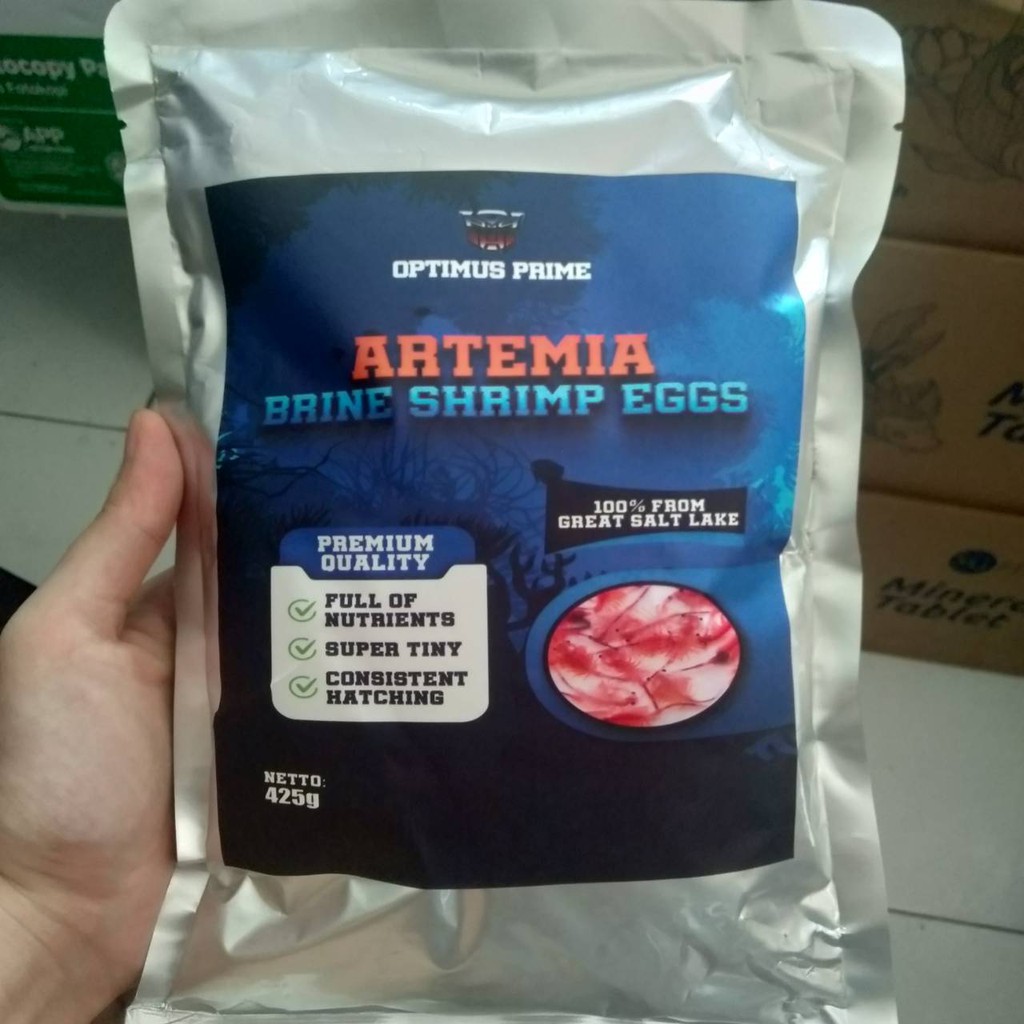 APP
OPTIMUS PRIME
ARTEMIA
BRINE SHRIMP EGGS
100% FROM
GREAT SALT LAKE
PREMIUM
QUALITY
FULL OF
NUTRIENTS
SUPER TINY
CONSISTENT
HATCHING
NETTO:
425g
Tablet